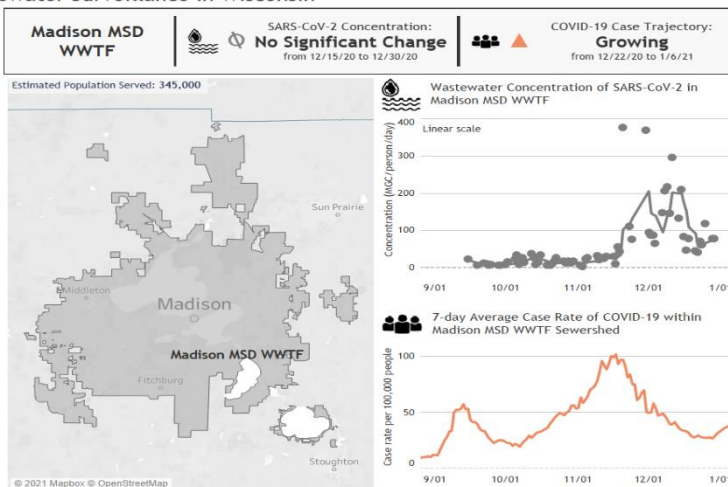 Madison MSD
WWTF
SARS-CoV-2 Concentration:
No Significant Change
from 12/15/20 to 12/30/20
COVID-19 Case Trajectory:
Growing
from 12/22/20 to 1/6/21
Estimated Population Served: 345,000
Sun Prairie
Middleton
Madison
Madison MSD WWTF
Fitchburg
Stoughton
© 2021 Mapbox © OpenStreetMap
Wastewater Concentration of SARS-CoV-2 in
Madison MSD WWTF
Linear scale
Concentration (MGC/person/day)
400
300
200
100
0
9/01 10/01 11/01 12/01 1/01
7-day Average Case Rate of COVID-19 within
Madison MSD WWTF Sewershed
Case rate per 100,000 people
100
50
0
9/01 10/01 11/01 12/01